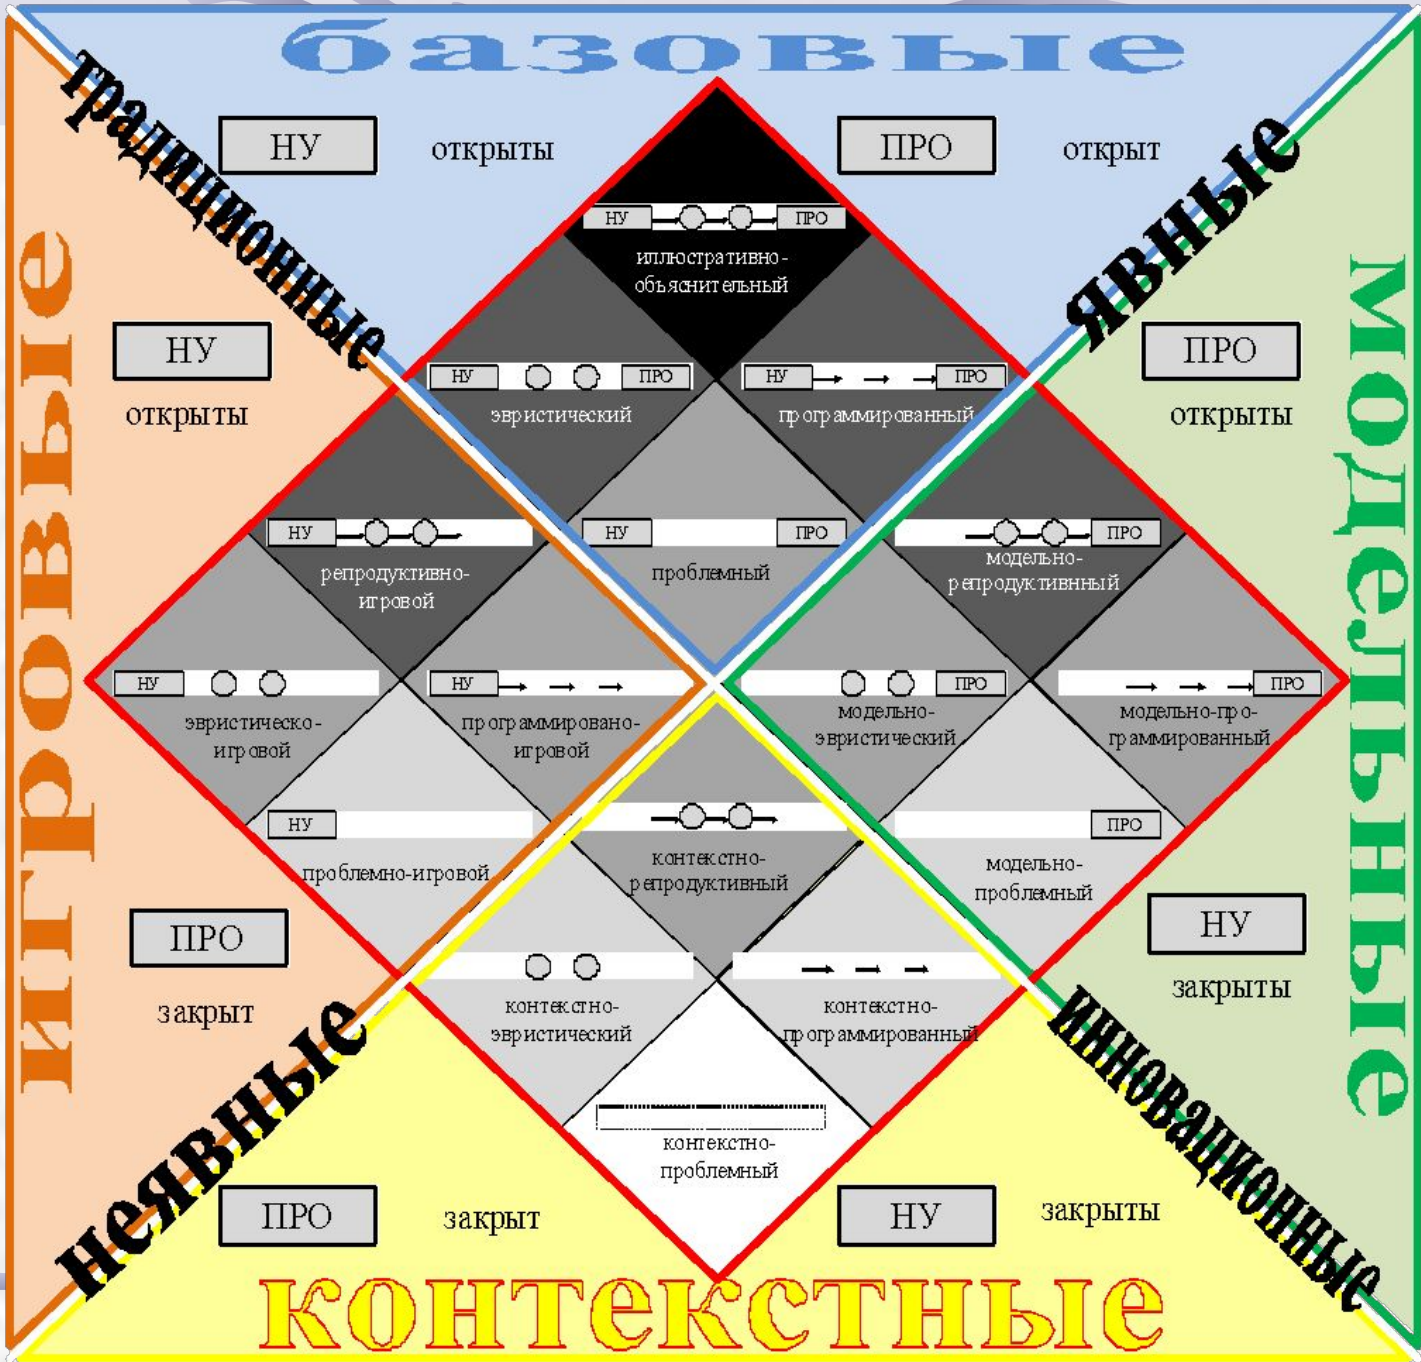 базовые
традиционные
НУ открыты
ПРО открыт
явные
НУ ПРО
иллюстративно-
объяснительный
игровые
модельные
НУ
открыты
ПРО
открыты
НУ ПРО
эвристический
НУ ПРО
программированный
НУ
репродуктивно-
игровой
НУ ПРО
проблемный
ПРО
модельно-
репродуктивнный
НУ
эвристическо-
игровой
НУ
программировано-
игровой
ПРО
модельно-
эвристический
ПРО
модельно-про-
граммированный
НУ
проблемно-игровой
контекстно-
репродуктивный
ПРО
модельно-
проблемный
ПРО
закрыт
НУ
закрыты
контекстно-
эвристический
контекстно-
программированный
неявные
инновационные
контекстно-
проблемный
ПРО закрыт
НУ закрыты
контекстные